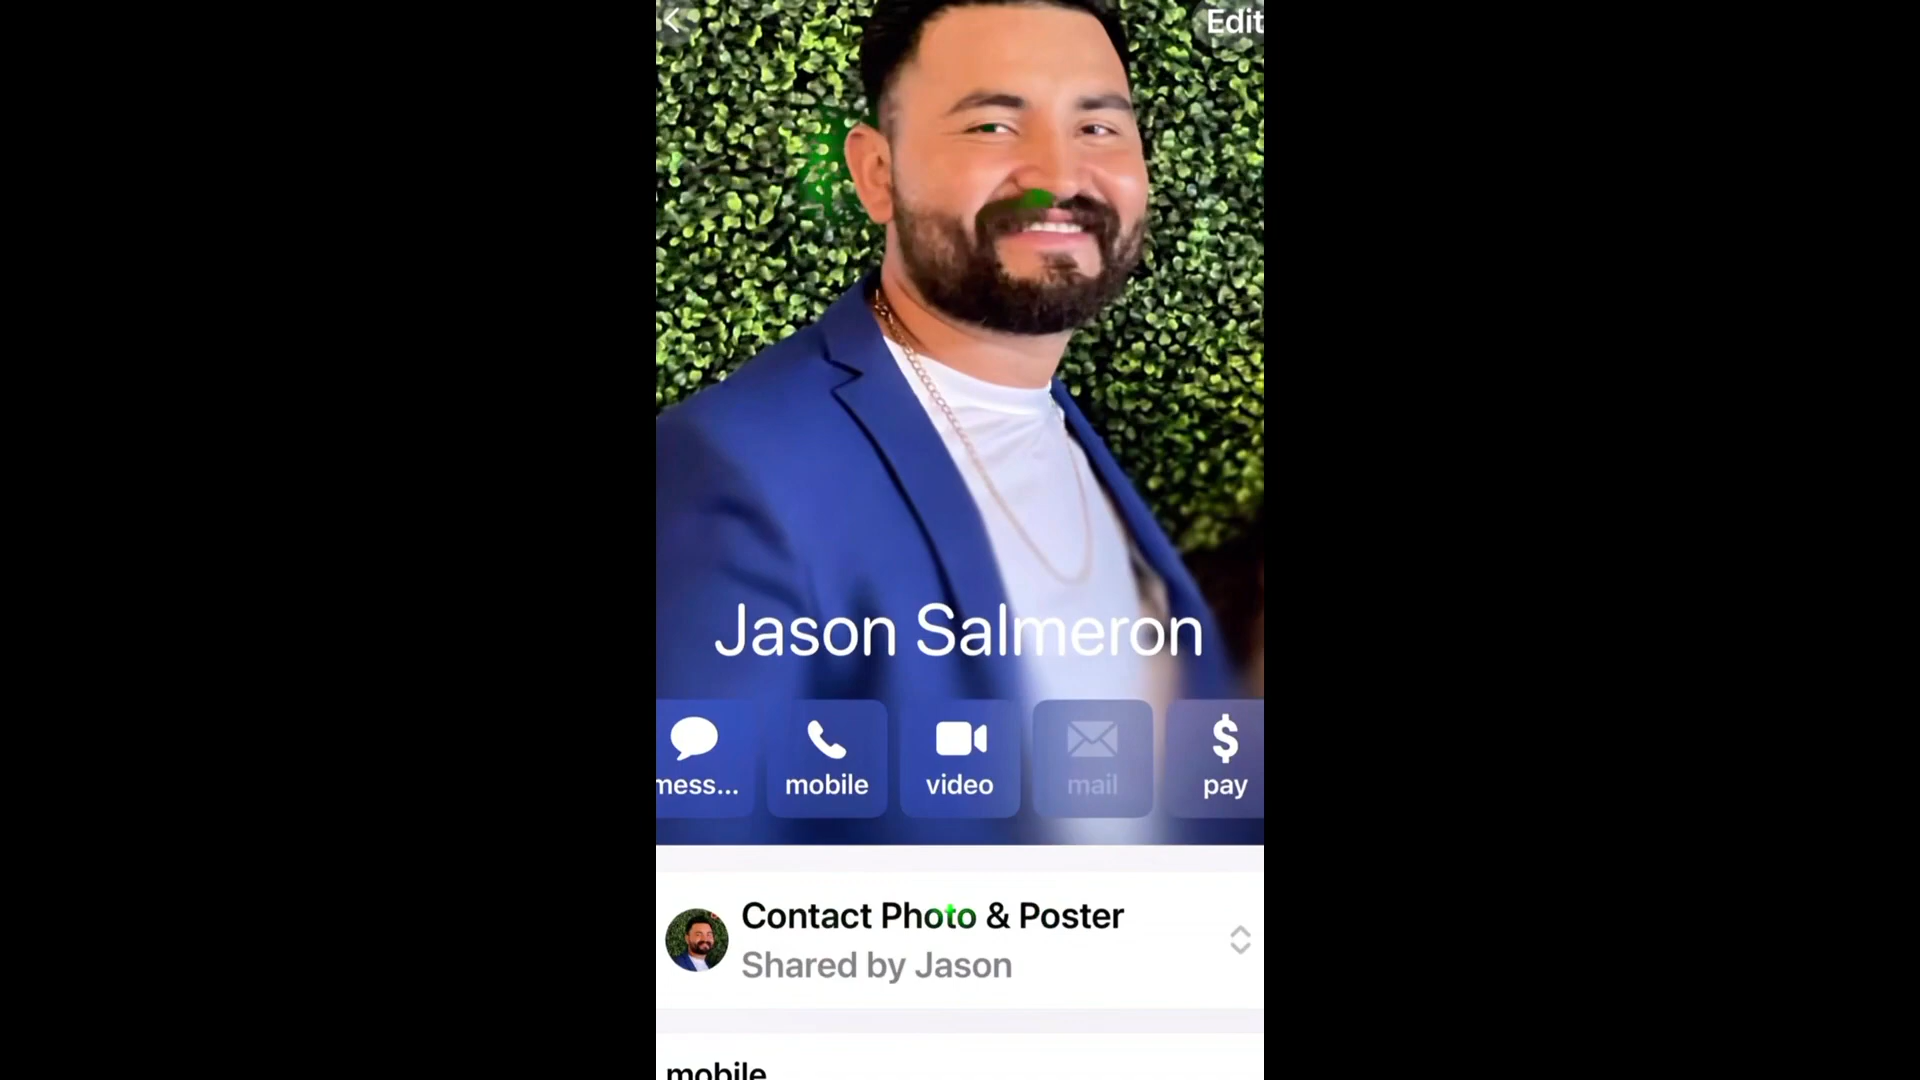 Edit
Jason Salmeron
mess...
mobile
video
mail
$
pay
Contact Photo & Poster
Shared by Jason
mobile